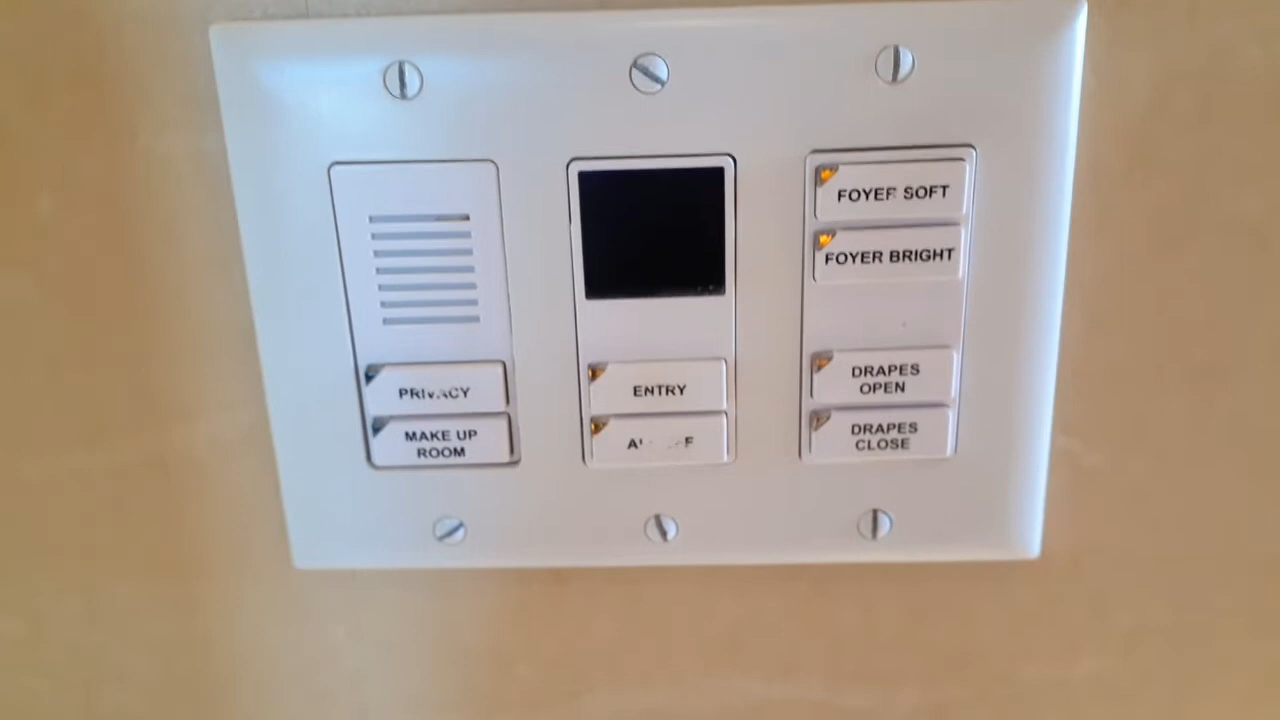 PRIVACY
MAKE UP
ROOM
ENTRY
FOYER SOFT
FOYER BRIGHT
DRAPES
OPEN
DRAPES
CLOSE